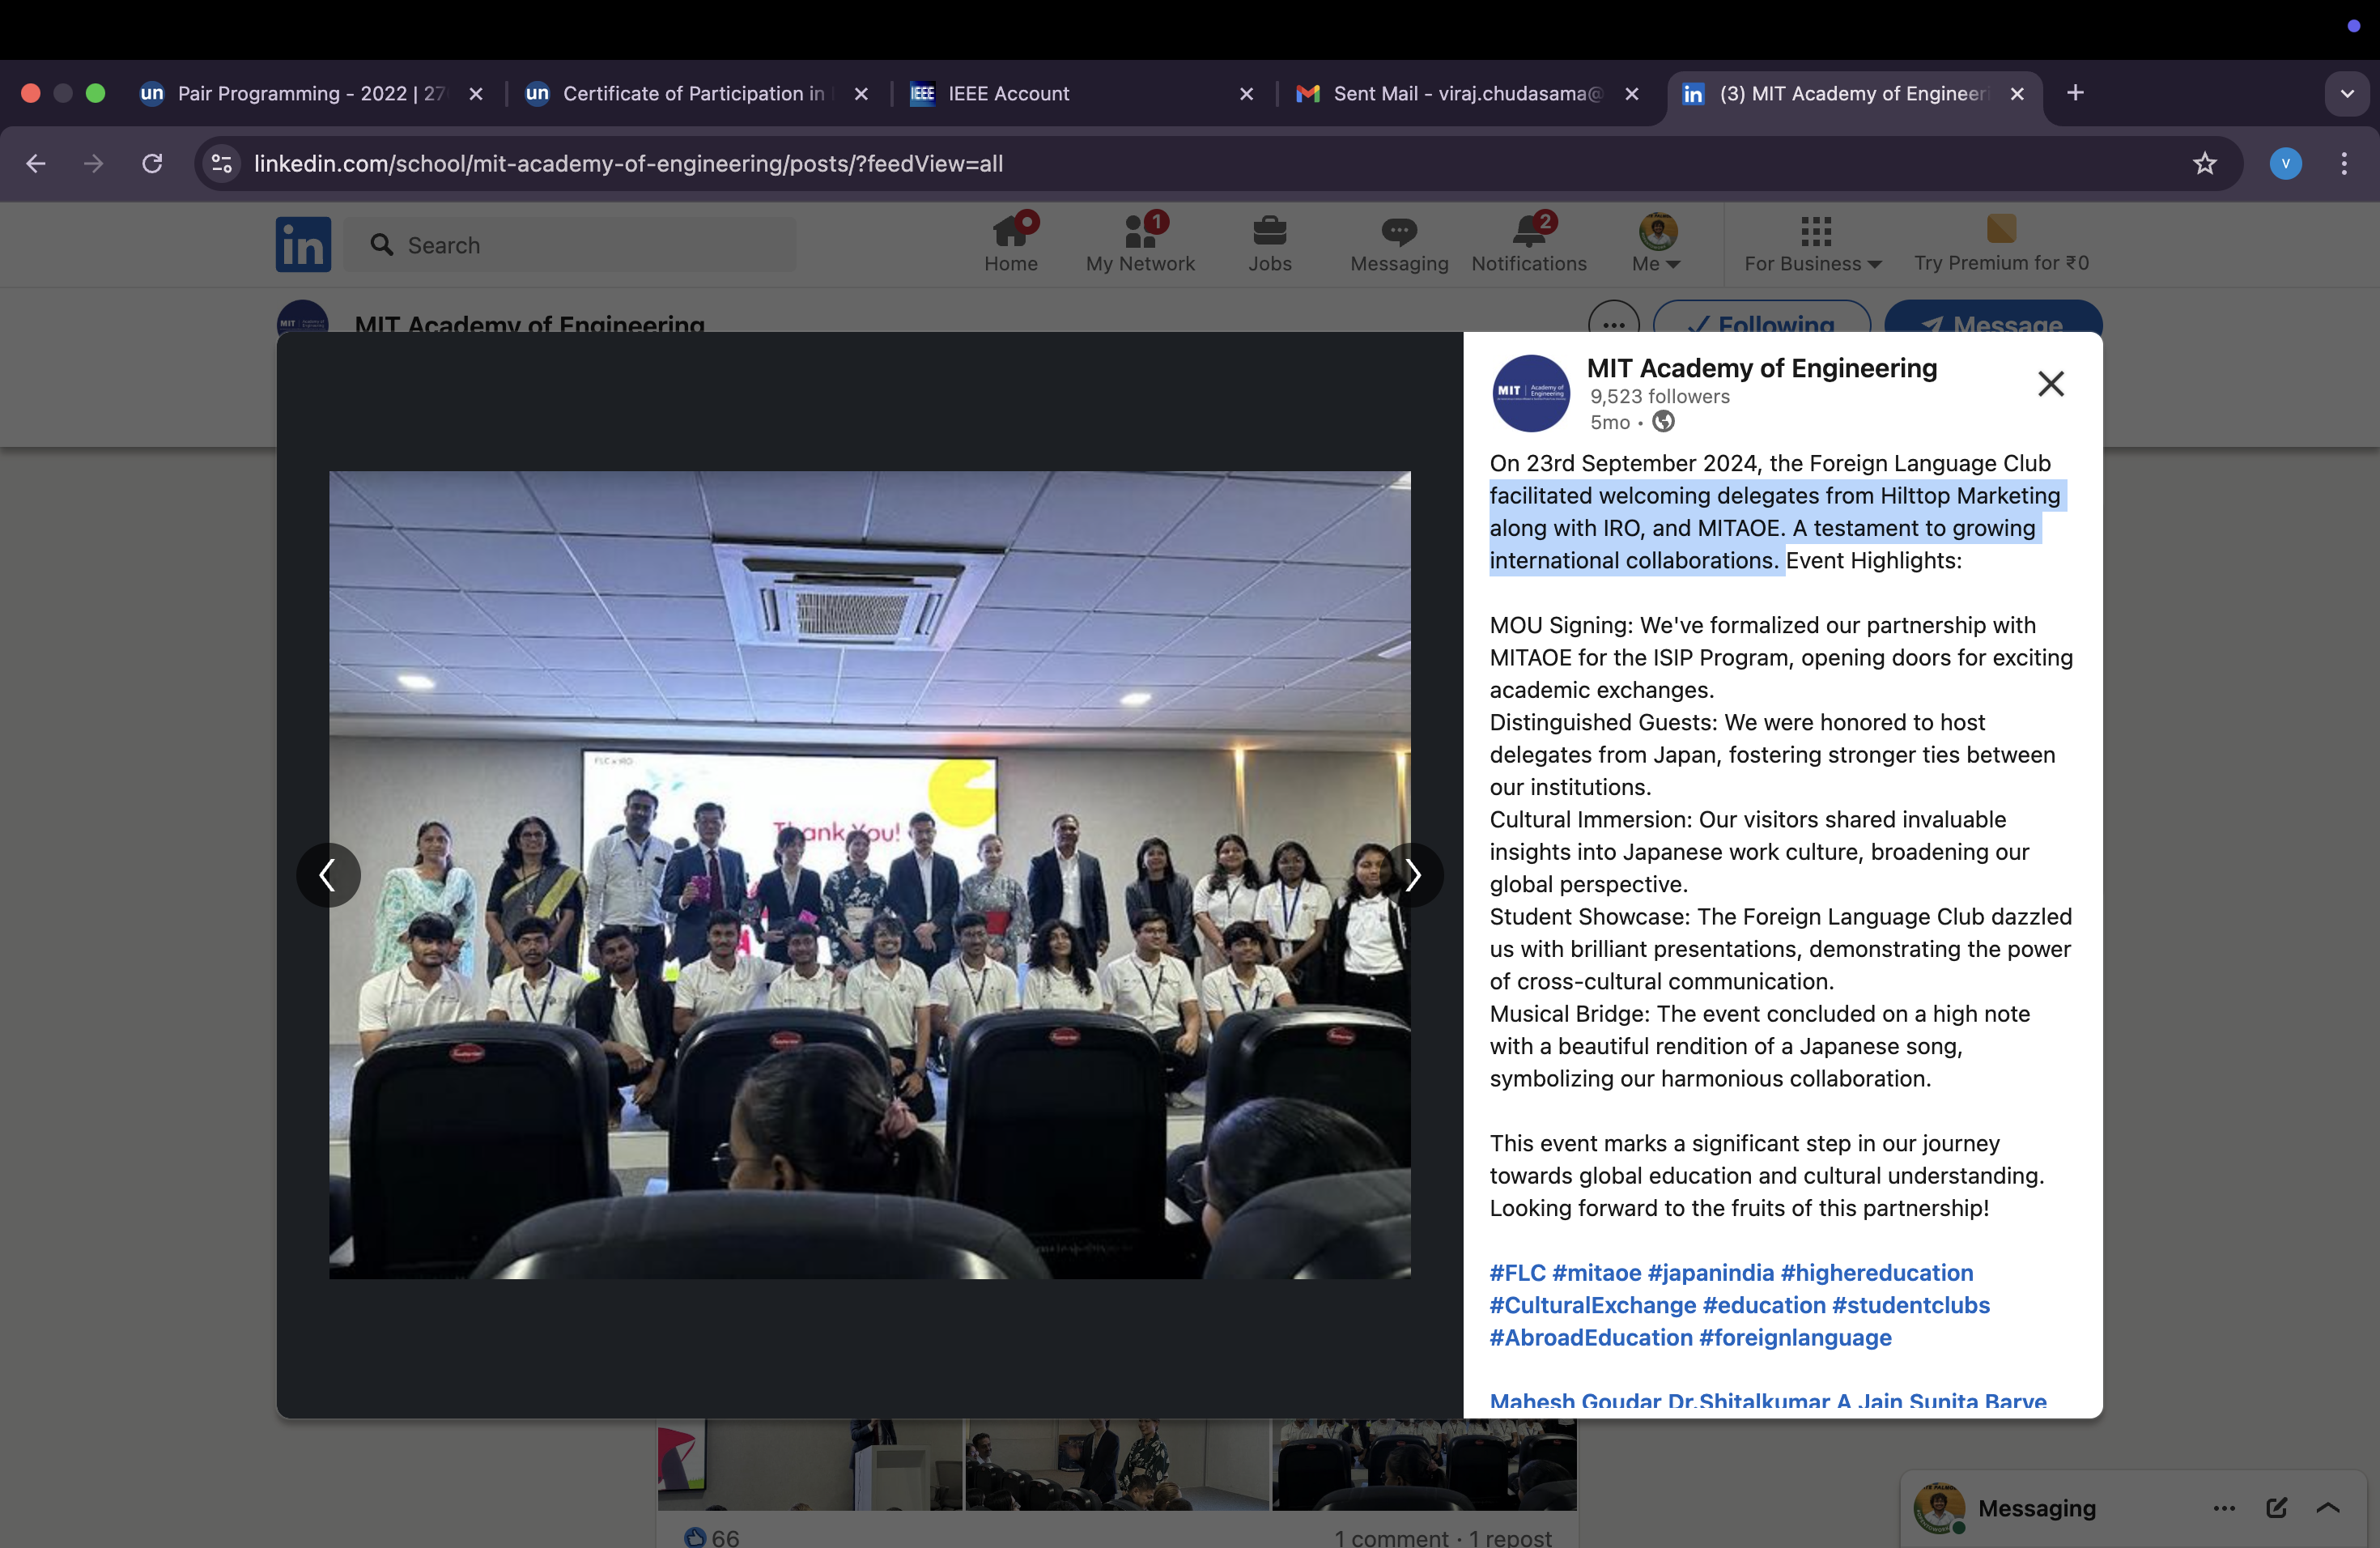 Pair Programming - 2022 | 27
Certificate of Participation in
IEEE Account
Sent Mail - viraj.chudasama@
(3) MIT Academy of Engineeri
linkedin.com/school/mit-academy-of-engineering/posts/?feedView=all
V
in
Search
Home
1
My Network
Jobs
Messaging
2
Notifications
Me
For Business
Try Premium for ₹0
MIT Academy of Engineering
Following
Message
MIT | Academy of Engineering
MIT Academy of Engineering
9,523 followers
5mo •
On 23rd September 2024, the Foreign Language Club
facilitated welcoming delegates from Hilttop Marketing
along with IRO, and MITAOE. A testament to growing
international collaborations. Event Highlights:
MOU Signing: We've formalized our partnership with
MITAOE for the ISIP Program, opening doors for exciting
academic exchanges.
Distinguished Guests: We were honored to host
delegates from Japan, fostering stronger ties between
our institutions.
Cultural Immersion: Our visitors shared invaluable
insights into Japanese work culture, broadening our
global perspective.
Student Showcase: The Foreign Language Club dazzled
us with brilliant presentations, demonstrating the power
of cross-cultural communication.
Musical Bridge: The event concluded on a high note
with a beautiful rendition of a Japanese song,
symbolizing our harmonious collaboration.
This event marks a significant step in our journey
towards global education and cultural understanding.
Looking forward to the fruits of this partnership!
#FLC #mitaoe #japanindia #highereducation
#CulturalExchange #education #studentclubs
#AbroadEducation #foreignlanguage
Mahesh Goudar Dr.Shitalkumar A Jain Sunita Barve
FLC x IRO
Thank You!
66
1 comment · 1 repost
Messaging